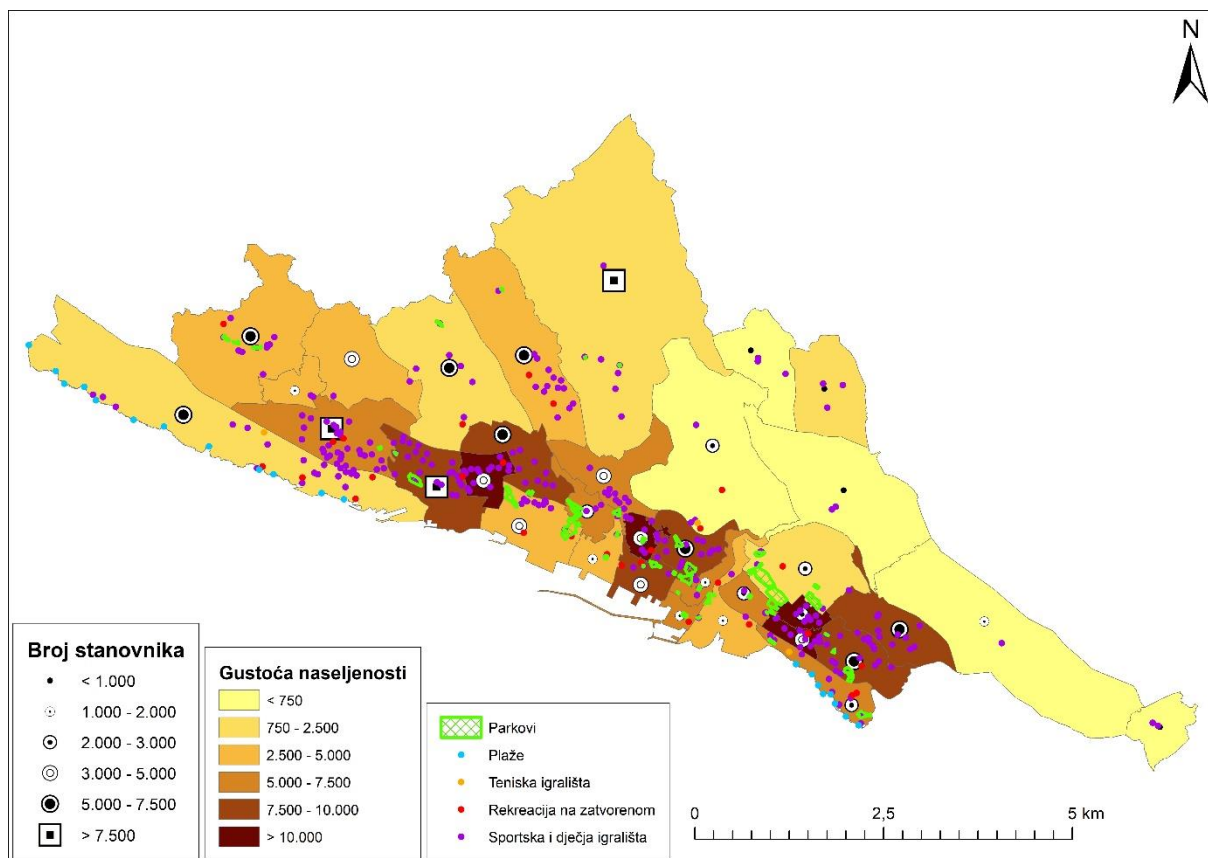 N
Broj stanovnika
< 1.000
1.000 - 2.000
2.000 - 3.000
3.000 - 5.000
5.000 - 7.500
> 7.500
Gustoća naseljenosti
< 750
750 - 2.500
2.500 - 5.000
5.000 - 7.500
7.500 - 10.000
> 10.000
Parkovi
Plaže
Teniska igrališta
Rekreacija na zatvorenom
Sportska i dječja igrališta
0 2,5 5 km